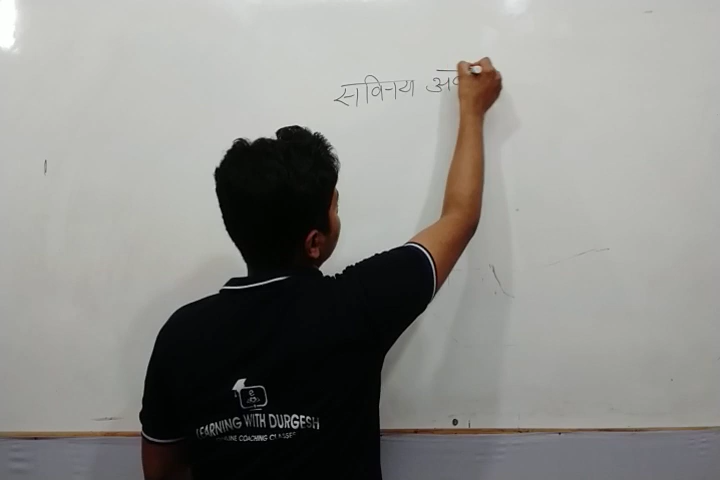 सविनय अव
LEARNING WITH DURGESH
ONLINE COACHING CLASSES